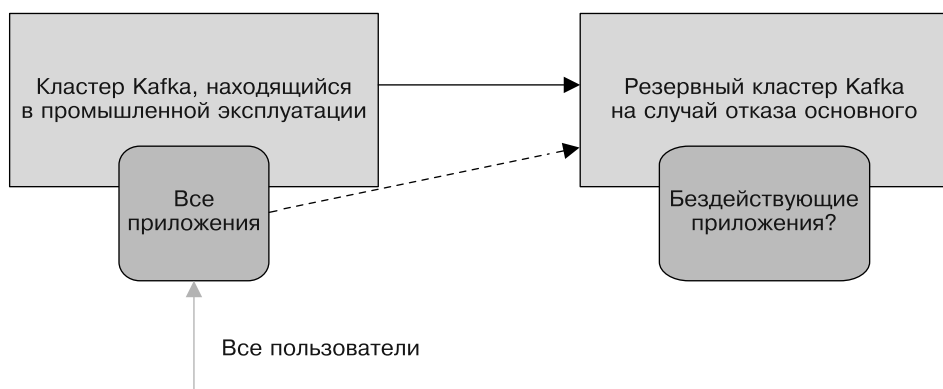 Кластер Kafka, находящийся
в промышленной эксплуатации
Резервный кластер Kafka
на случай отказа основного
Все
приложения
Бездействующие
приложения?
Все пользователи